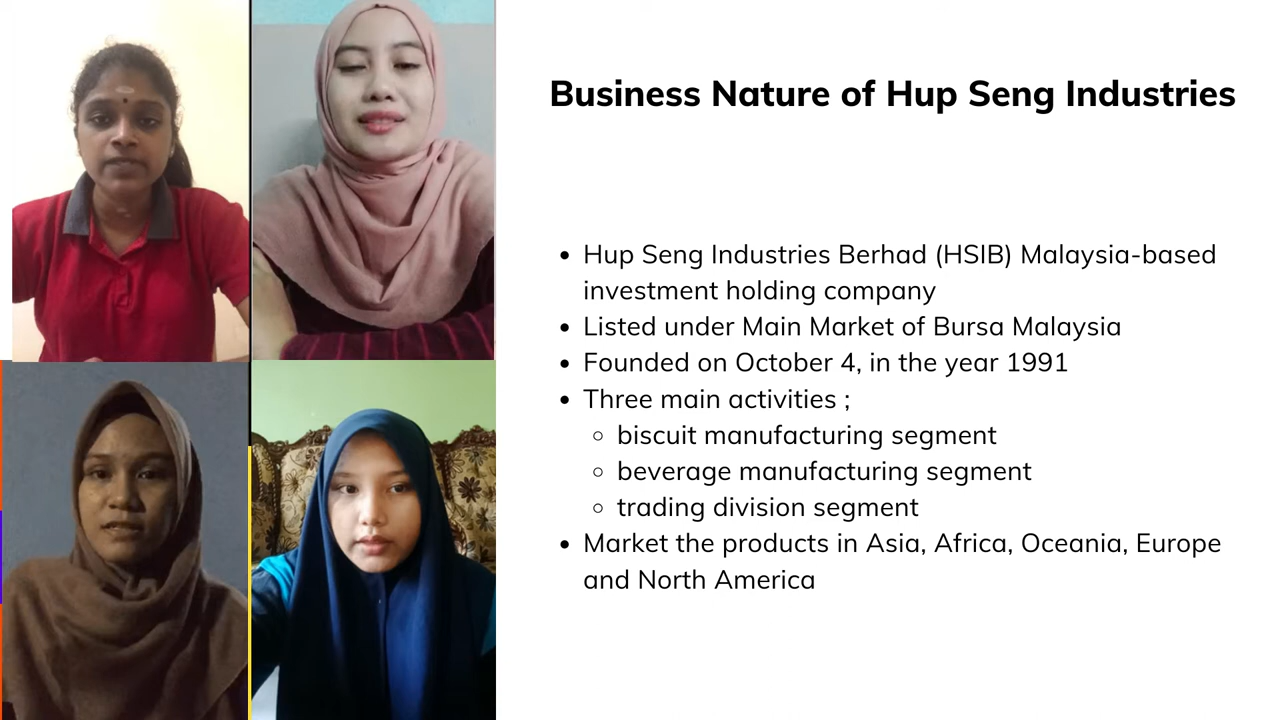 Business Nature of Hup Seng Industries
• Hup Seng Industries Berhad (HSIB) Malaysia-based
investment holding company
• Listed under Main Market of Bursa Malaysia
• Founded on October 4, in the year 1991
• Three main activities ;
◦ biscuit manufacturing segment
◦ beverage manufacturing segment
◦ trading division segment
• Market the products in Asia, Africa, Oceania, Europe
and North America